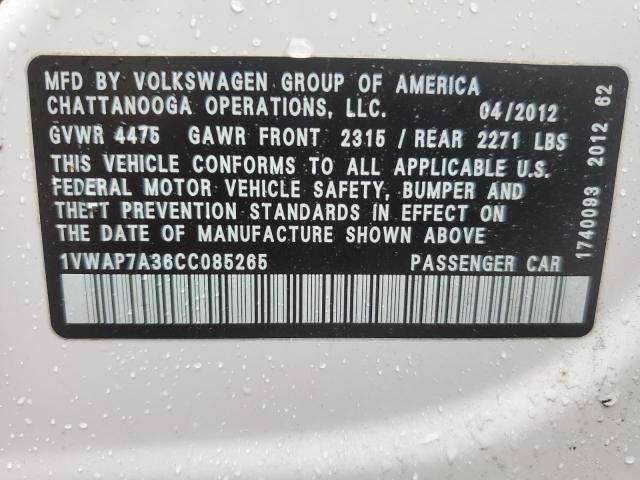 MFD BY VOLKSWAGEN GROUP OF AMERICA
CHATTANOOGA OPERATIONS, LLC. 04/2012
GVWR 4475 GAWR FRONT 2315 / REAR 2271 LBS
THIS VEHICLE CONFORMS TO ALL APPLICABLE U.S.
FEDERAL MOTOR VEHICLE SAFETY, BUMPER AND
THEFT PREVENTION STANDARDS IN EFFECT ON
THE DATE OF MANUFACTURE SHOWN ABOVE
1VWAP7A36CC085265 PASSENGER CAR
1740093 2012 62